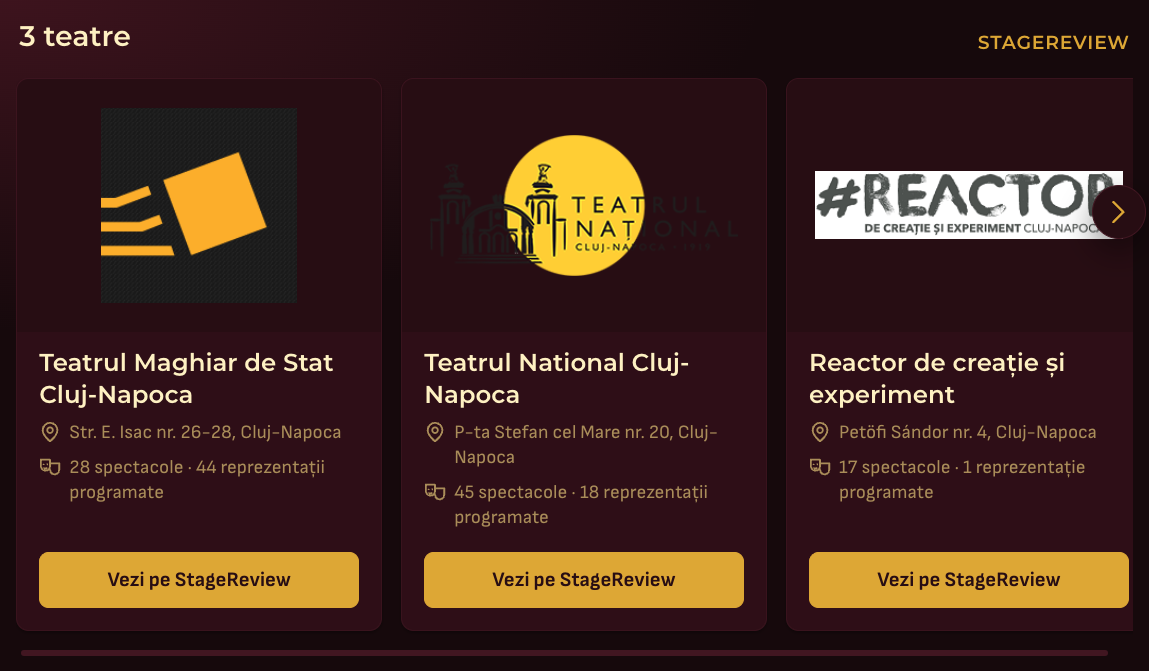 3 teatre
STAGEREVIEW
TEATRUL
NAȚIONAL
CLUJ-NAPOCA • 1919
#REACTOR
DE CREAȚIE ȘI EXPERIMENT CLUJ-NAPOCA
Teatrul Maghiar de Stat
Cluj-Napoca
Str. E. Isac nr. 26-28, Cluj-Napoca
28 spectacole · 44 reprezentații
programate
Vezi pe StageReview
Teatrul National Cluj-
Napoca
P-ta Stefan cel Mare nr. 20, Cluj-
Napoca
45 spectacole · 18 reprezentații
programate
Vezi pe StageReview
Reactor de creație și
experiment
Petöfi Sándor nr. 4, Cluj-Napoca
17 spectacole · 1 reprezentație
programate
Vezi pe StageReview